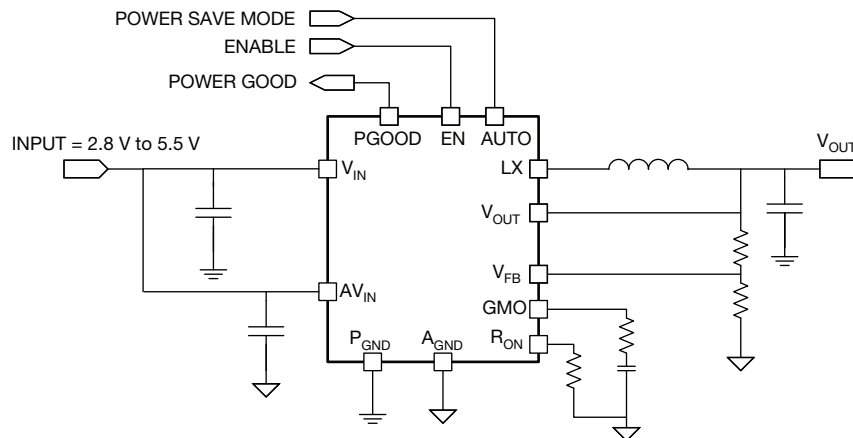 POWER SAVE MODE
ENABLE
POWER GOOD
PGOOD
EN
AUTO
INPUT = 2.8 V to 5.5 V
VIN
LX
VOUT
VOUT
VFB
AVIN
GMO
RON
PGND
AGND